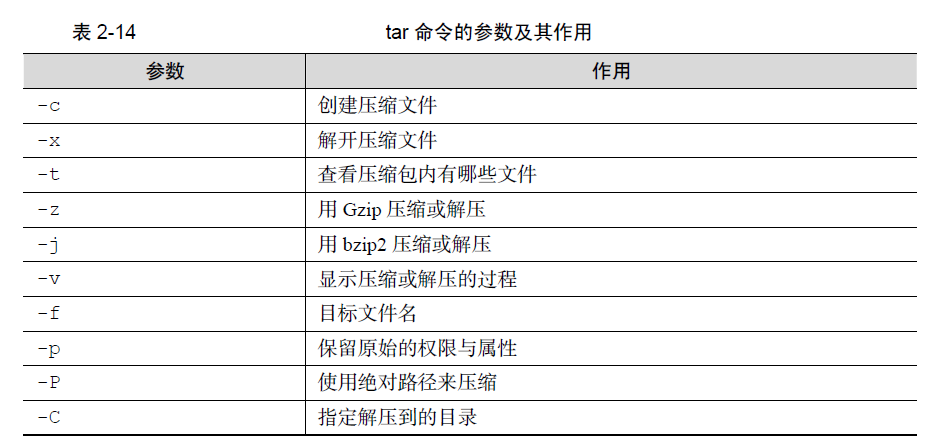 表 2-14 tar 命令的参数及其作用
参数 作用
-c 创建压缩文件
-x 解开压缩文件
-t 查看压缩包内有哪些文件
-z 用 Gzip 压缩或解压
-j 用 bzip2 压缩或解压
-v 显示压缩或解压的过程
-f 目标文件名
-p 保留原始的权限与属性
-P 使用绝对路径来压缩
-C 指定解压到的目录